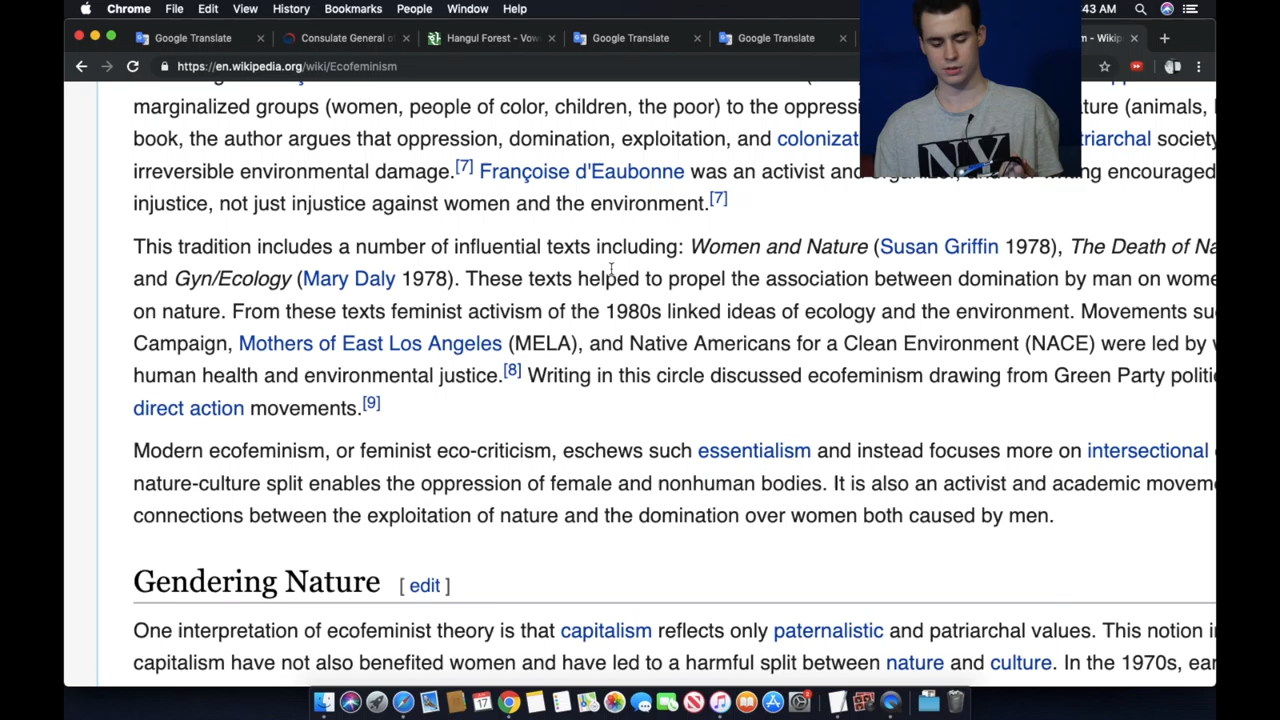 Chrome File Edit View History Bookmarks People Window Help :43 AM
Google Translate Consulate General o Hangul Forest - Vow Google Translate Google Translate m - Wikip
https://en.wikipedia.org/wiki/Ecofeminism
marginalized groups (women, people of color, children, the poor) to the oppressi ture (animals,
book, the author argues that oppression, domination, exploitation, and colonizat triarchal society
irreversible environmental damage.[7] Françoise d'Eaubonne was an activist and encouraged
injustice, not just injustice against women and the environment.[7]
This tradition includes a number of influential texts including: Women and Nature (Susan Griffin 1978), The Death of Na
and Gyn/Ecology (Mary Daly 1978). These texts helped to propel the association between domination by man on wome
on nature. From these texts feminist activism of the 1980s linked ideas of ecology and the environment. Movements su
Campaign, Mothers of East Los Angeles (MELA), and Native Americans for a Clean Environment (NACE) were led by
human health and environmental justice.[8] Writing in this circle discussed ecofeminism drawing from Green Party politi
direct action movements.[9]
Modern ecofeminism, or feminist eco-criticism, eschews such essentialism and instead focuses more on intersectional
nature-culture split enables the oppression of female and nonhuman bodies. It is also an activist and academic movem
connections between the exploitation of nature and the domination over women both caused by men.
Gendering Nature [ edit ]
One interpretation of ecofeminist theory is that capitalism reflects only paternalistic and patriarchal values. This notion i
capitalism have not also benefited women and have led to a harmful split between nature and culture. In the 1970s, ear
NY
17